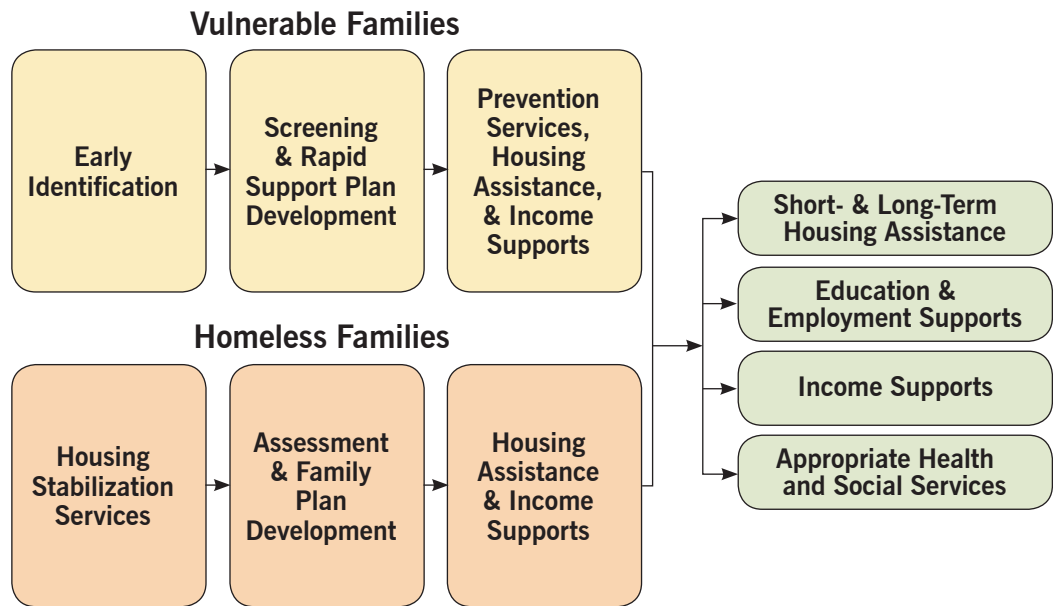 Vulnerable Families
Early
Identification
Screening
& Rapid
Support Plan
Development
Prevention
Services,
Housing
Assistance,
& Income
Supports
Homeless Families
Housing
Stabilization
Services
Assessment
& Family
Plan
Development
Housing
Assistance
& Income
Supports
Short- & Long-Term
Housing Assistance
Education &
Employment Supports
Income Supports
Appropriate Health
and Social Services